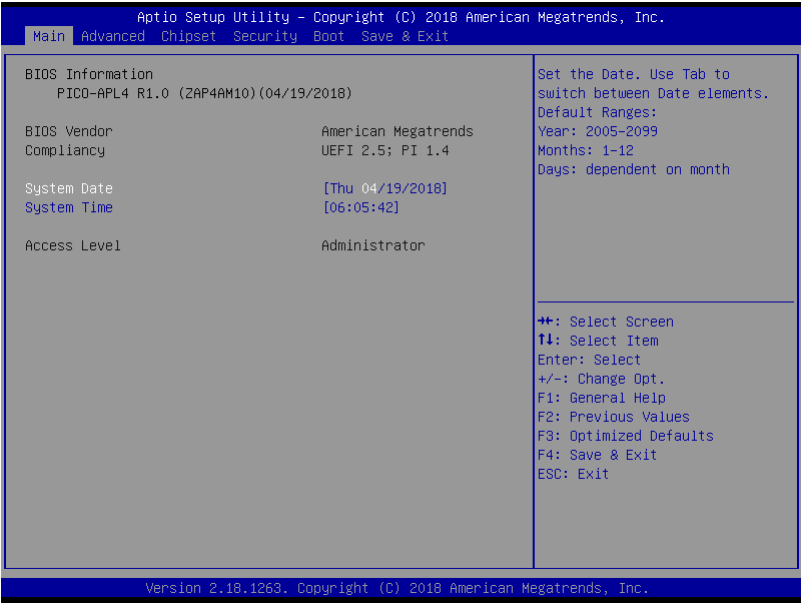 Aptio Setup Utility – Copyright (C) 2018 American Megatrends, Inc.
Main Advanced Chipset Security Boot Save & Exit
BIOS Information
PICO-APL4 R1.0 (ZAP4AM10)(04/19/2018)
BIOS Vendor American Megatrends
Compliancy UEFI 2.5; PI 1.4
System Date [Thu 04/19/2018]
System Time [06:05:42]
Access Level Administrator
Set the Date. Use Tab to
switch between Date elements.
Default Ranges:
Year: 2005-2099
Months: 1-12
Days: dependent on month
→←: Select Screen
↑↓: Select Item
Enter: Select
+/-: Change Opt.
F1: General Help
F2: Previous Values
F3: Optimized Defaults
F4: Save & Exit
ESC: Exit
Version 2.18.1263. Copyright (C) 2018 American Megatrends, Inc.